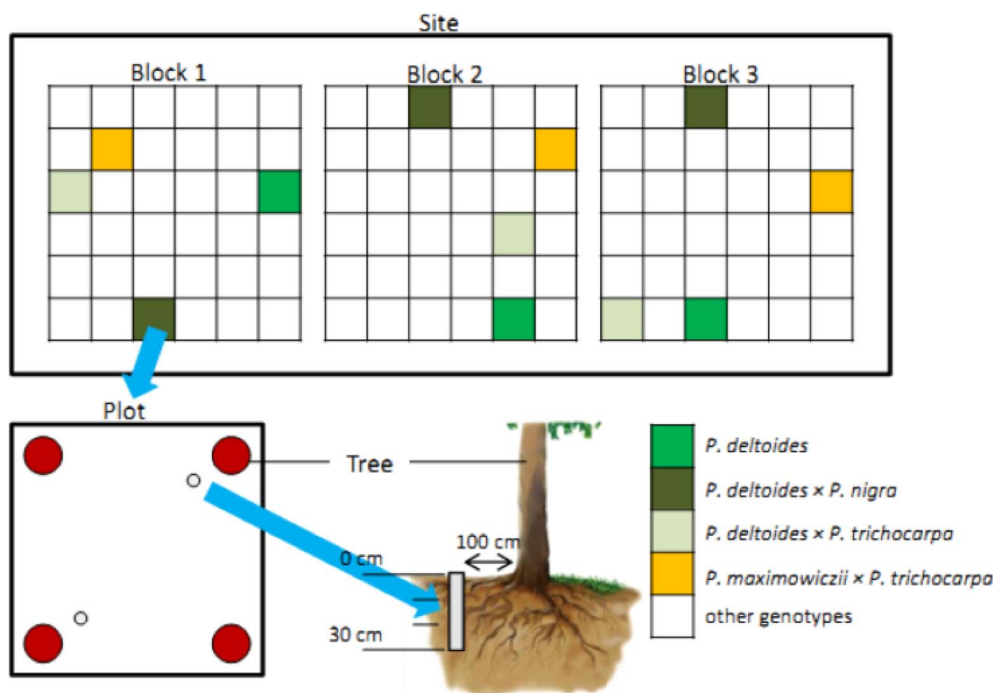 Site
Block 1
Block 2
Block 3
Plot
Tree
100 cm
0 cm
30 cm
P. deltoides
P. deltoides × P. nigra
P. deltoides × P. trichocarpa
P. maximowiczii × P. trichocarpa
other genotypes